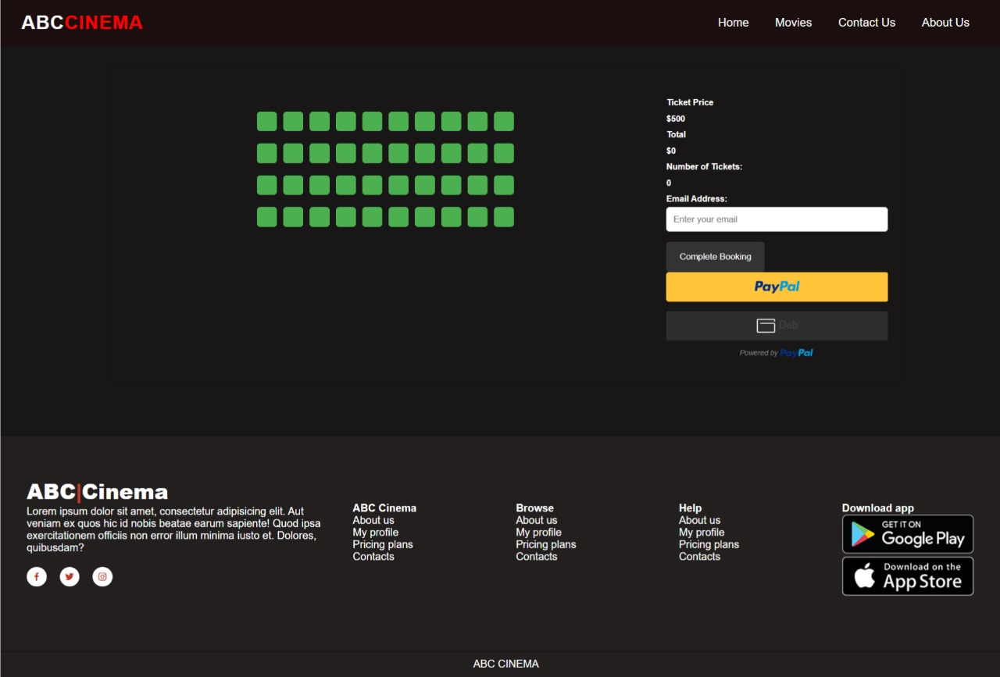 ABCCINEMA
Home Movies Contact Us About Us
Ticket Price
$500
Total
$0
Number of Tickets:
0
Email Address:
Enter your email
Complete Booking
PayPal
Deb
Powered by PayPal
ABC|Cinema
Lorem ipsum dolor sit amet, consectetur adipisicing elit. Aut
veniam ex quos hic id nobis beatae earum sapiente! Quod ipsa
exercitationem officiis non error illum minima iusto et. Dolores,
quibusdam?
ABC Cinema
About us
My profile
Pricing plans
Contacts
Browse
About us
My profile
Pricing plans
Contacts
Help
About us
My profile
Pricing plans
Contacts
Download app
GET IT ON
Google Play
Download on the
App Store
ABC CINEMA